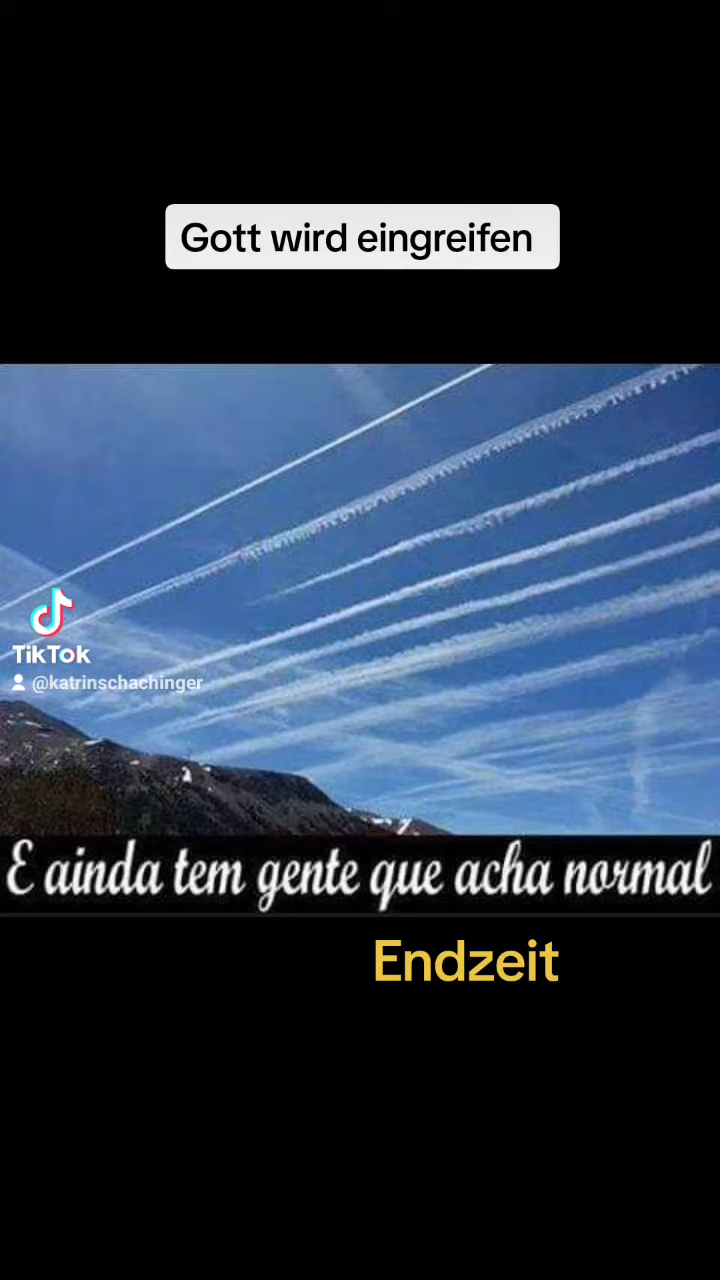 Gott wird eingreifen
TikTok
@katrinschachinger
E ainda tem gente que acha normal
Endzeit